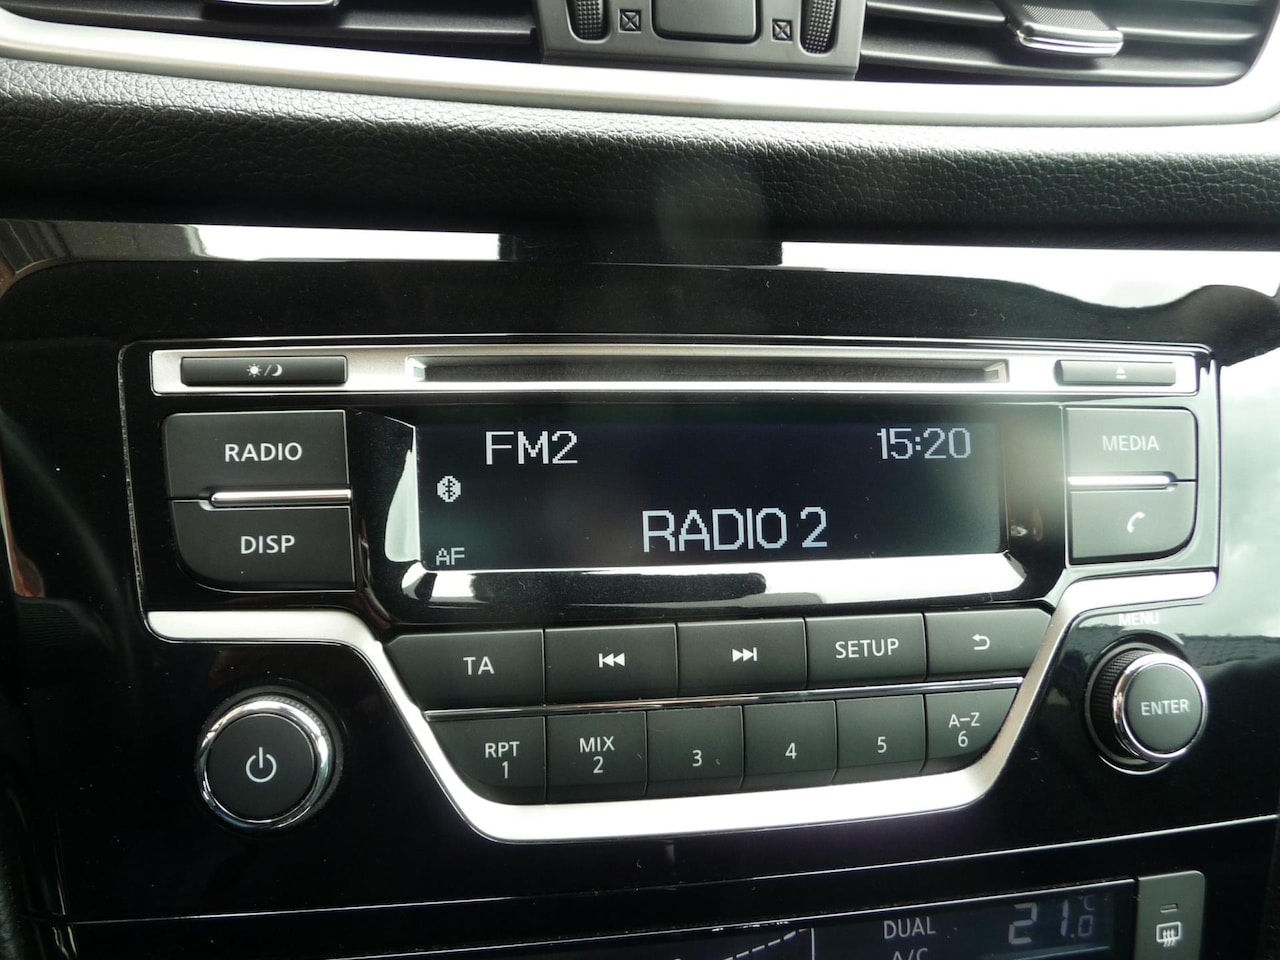 RADIO
FM2
15:20
MEDIA
DISP
RADIO 2
AF
TA
SETUP
MENU
ENTER
RPT
1
MIX
2
3
4
5
A-Z
6
DUAL
A/C
21.0
°C